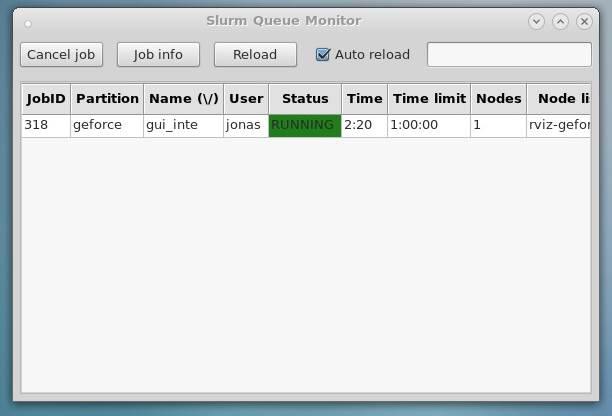 Slurm Queue Monitor
Cancel job Job info Reload Auto reload
JobID Partition Name (\/) User Status Time Time limit Nodes Node li
318 geforce gui_inte jonas RUNNING 2:20 1:00:00 1 rviz-gefor